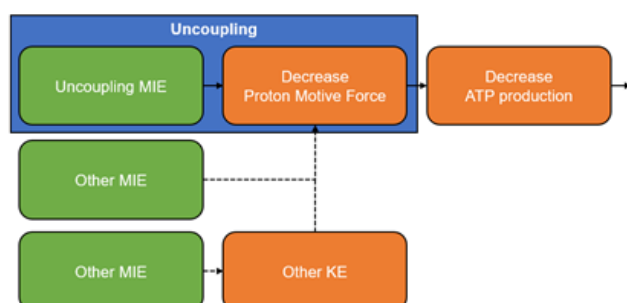 Uncoupling
Uncoupling MIE
Decrease
Proton Motive Force
Decrease
ATP production
Other MIE
Other MIE
Other KE